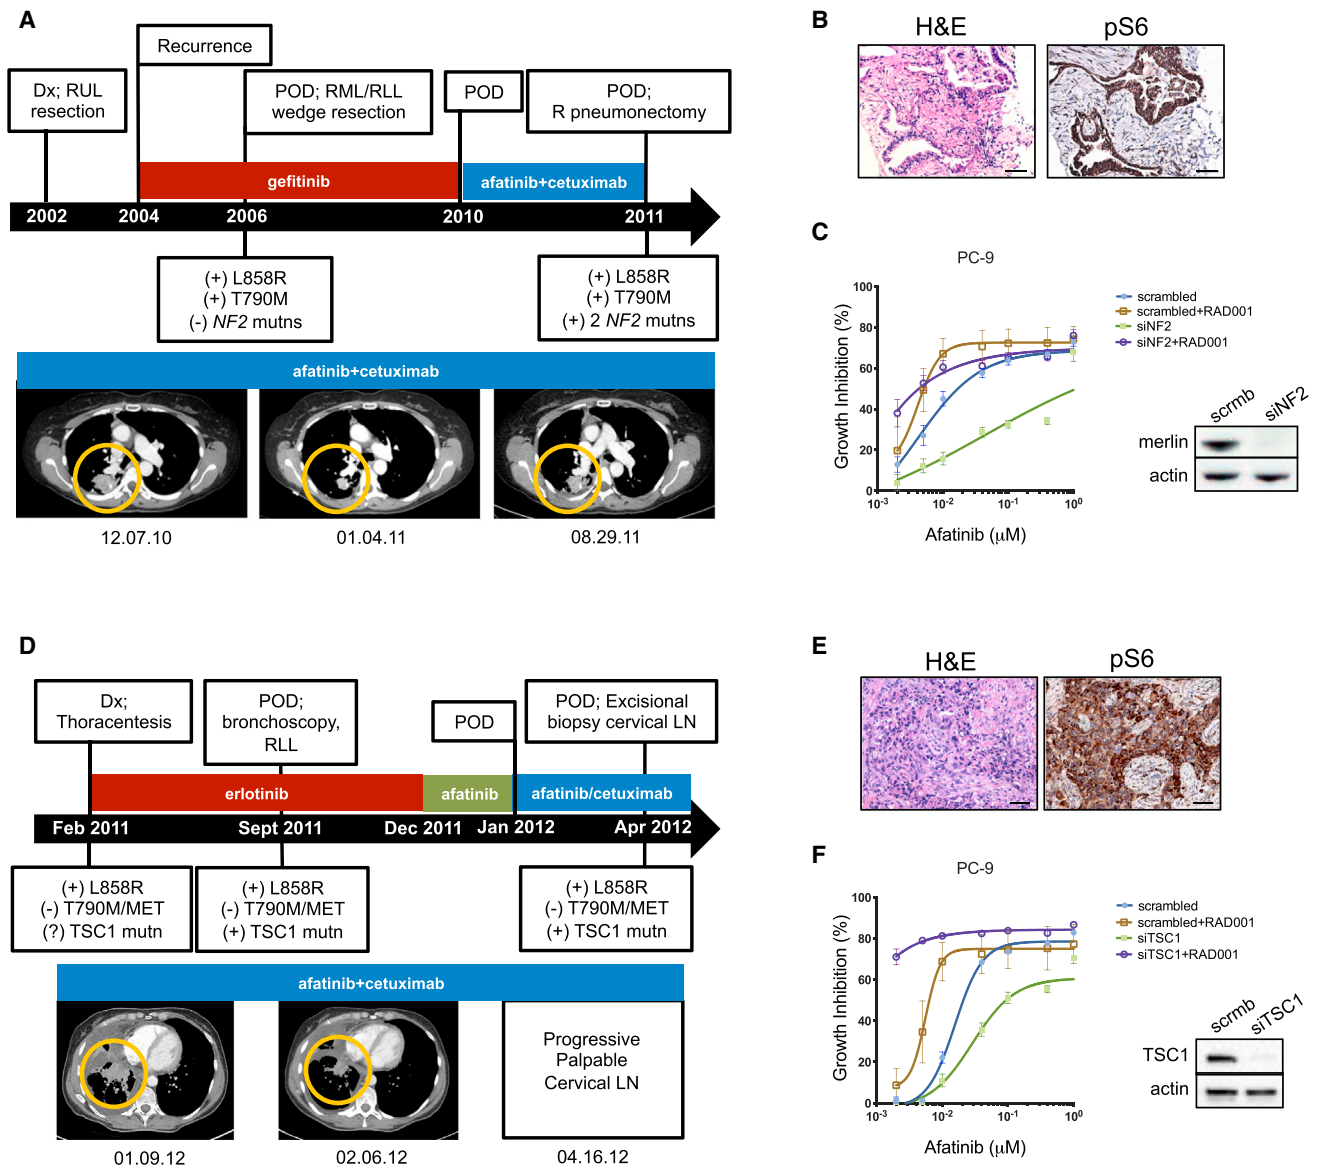 A
Recurrence
Dx; RUL
resection
POD; RML/RLL
wedge resection
POD
POD;
R pneumonectomy
gefitinib
afatinib+cetuximab
2002 2004 2006 2010 2011
(+) L858R
(+) T790M
(-) NF2 mutns
(+) L858R
(+) T790M
(+) 2 NF2 mutns
afatinib+cetuximab
12.07.10
01.04.11
08.29.11
B
H&E
pS6
C
PC-9
Growth Inhibition (%)
100
80
60
40
20
0
10-3 10-2 10-1 100
Afatinib (μM)
scrambled
scrambled+RAD001
siNF2
siNF2+RAD001
scrmb siNF2
merlin
actin
D
Dx;
Thoracentesis
POD;
bronchoscopy,
RLL
POD
POD; Excisional
biopsy cervical LN
erlotinib
afatinib
afatinib/cetuximab
Feb 2011 Sept 2011 Dec 2011 Jan 2012 Apr 2012
(+) L858R
(-) T790M/MET
(?) TSC1 mutn
(+) L858R
(-) T790M/MET
(+) TSC1 mutn
(+) L858R
(-) T790M/MET
(+) TSC1 mutn
afatinib+cetuximab
Progressive
Palpable
Cervical LN
01.09.12
02.06.12
04.16.12
E
H&E
pS6
F
PC-9
Growth Inhibition (%)
100
80
60
40
20
0
10-3 10-2 10-1 100
Afatinib (μM)
scrambled
scrambled+RAD001
siTSC1
siTSC1+RAD001
scrmb siTSC1
TSC1
actin